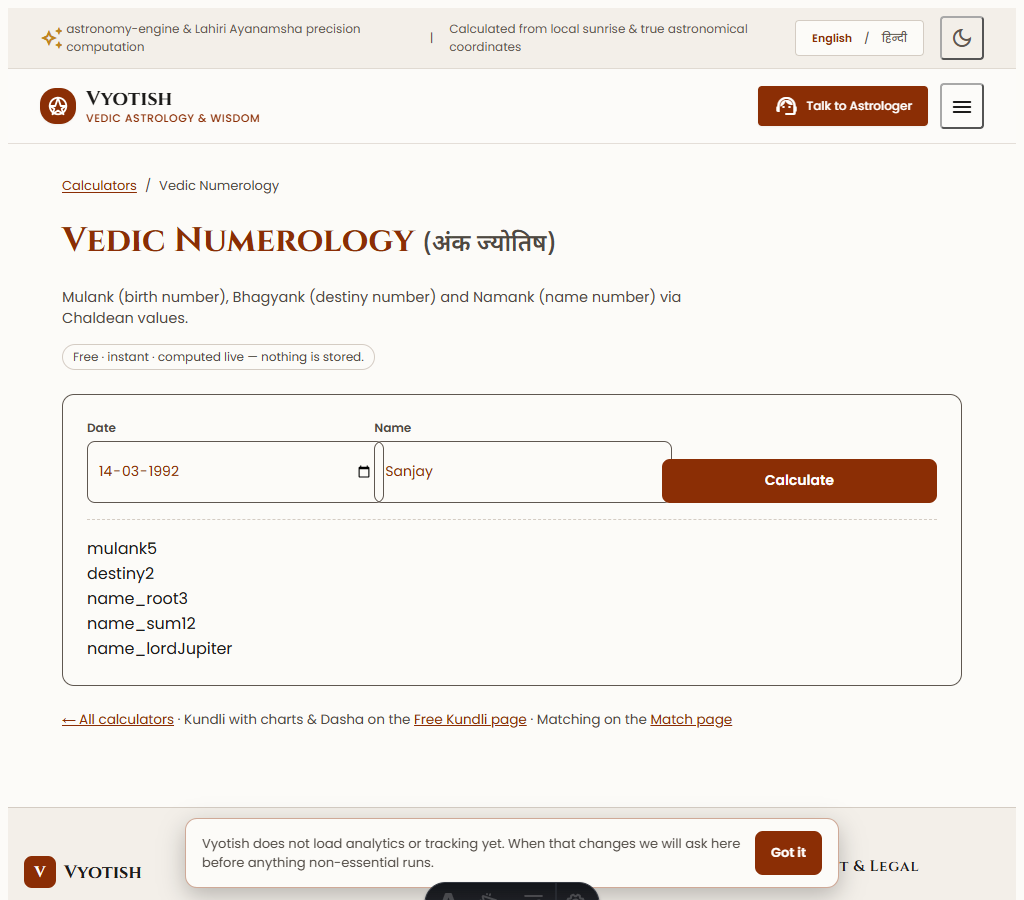 astronomy-engine & Lahiri Ayanamsha precision computation | Calculated from local sunrise & true astronomical coordinates
English / हिन्दी
Vyotish
VEDIC ASTROLOGY & WISDOM
Talk to Astrologer
Calculators / Vedic Numerology
Vedic Numerology (अंक ज्योतिष)
Mulank (birth number), Bhagyank (destiny number) and Namank (name number) via
Chaldean values.
Free · instant · computed live — nothing is stored.
Date Name
14-03-1992 Sanjay Calculate
mulank5
destiny2
name_root3
name_sum12
name_lordJupiter
← All calculators · Kundli with charts & Dasha on the Free Kundli page · Matching on the Match page
Vyotish does not load analytics or tracking yet. When that changes we will ask here
before anything non-essential runs.
Got it
V Vyotish
t & Legal